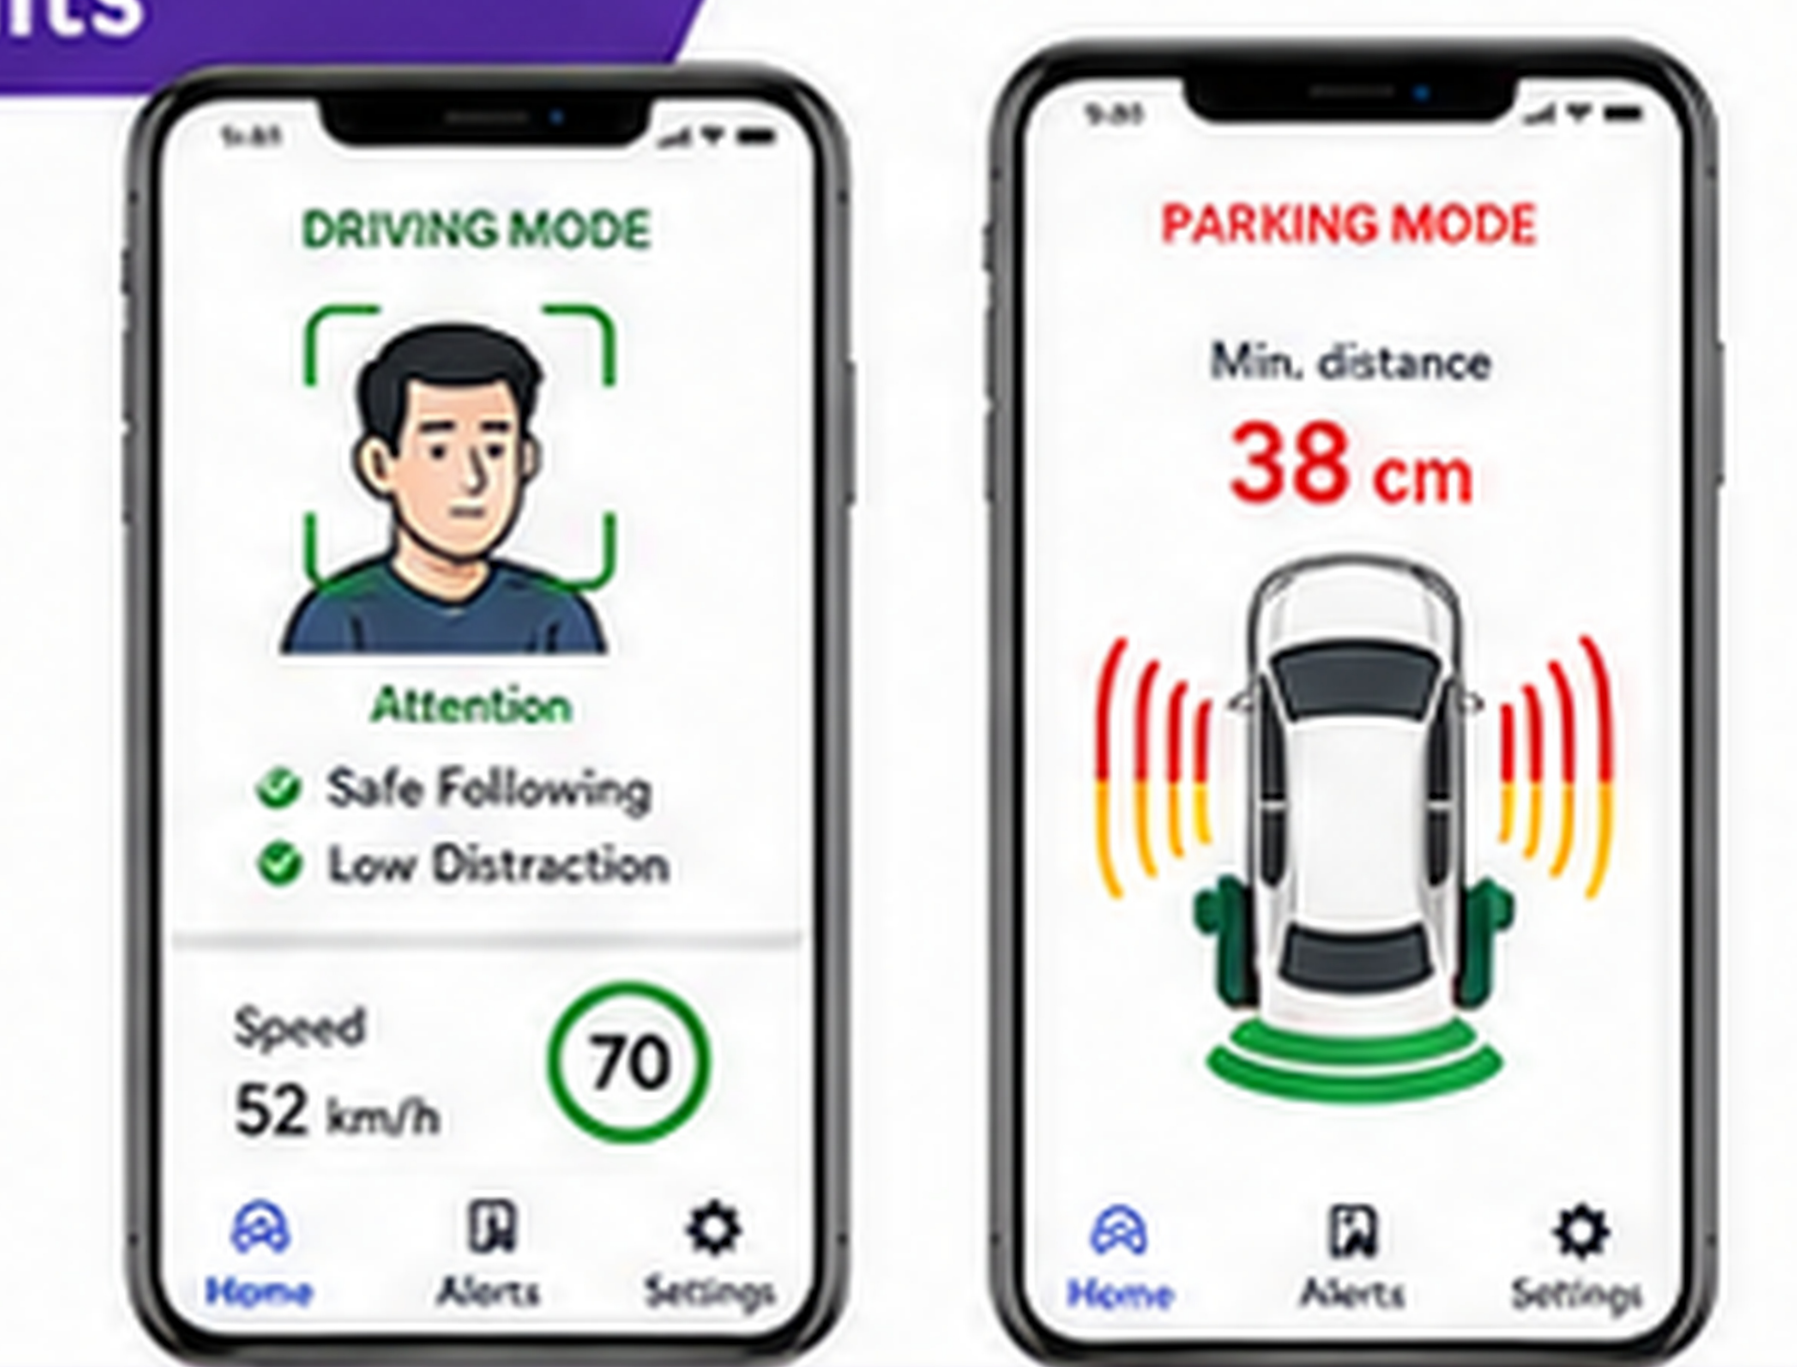 DRIVING MODE
Attention
Safe Following
Low Distraction
Speed
52 km/h
70
Home
Alerts
Settings
PARKING MODE
Min. distance
38 cm
Home
Alerts
Settings